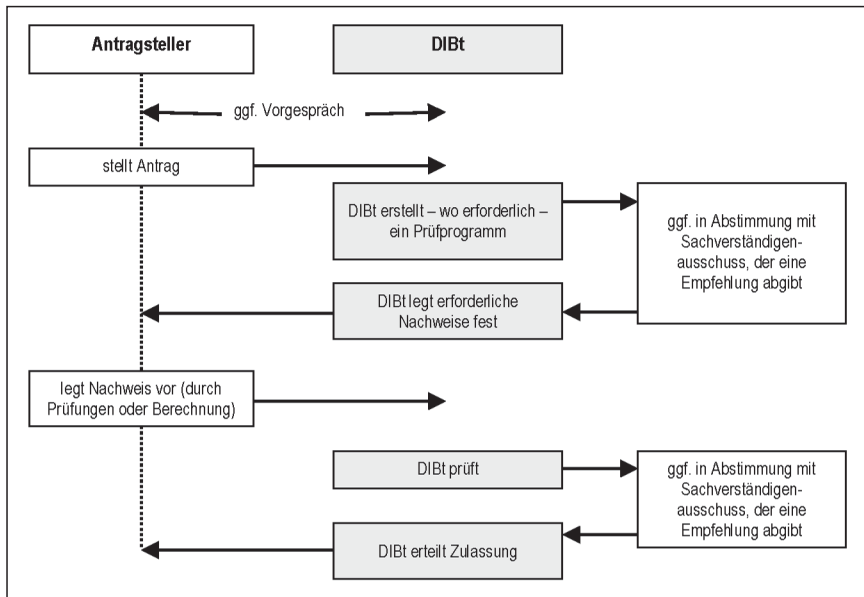 Antragsteller
DIBt
ggf. Vorgespräch
stellt Antrag
DIBt erstellt – wo erforderlich –
ein Prüfprogramm
ggf. in Abstimmung mit
Sachverständigen-
ausschuss, der eine
Empfehlung abgibt
DIBt legt erforderliche
Nachweise fest
legt Nachweis vor (durch
Prüfungen oder Berechnung)
DIBt prüft
ggf. in Abstimmung mit
Sachverständigen-
ausschuss, der eine
Empfehlung abgibt
DIBt erteilt Zulassung